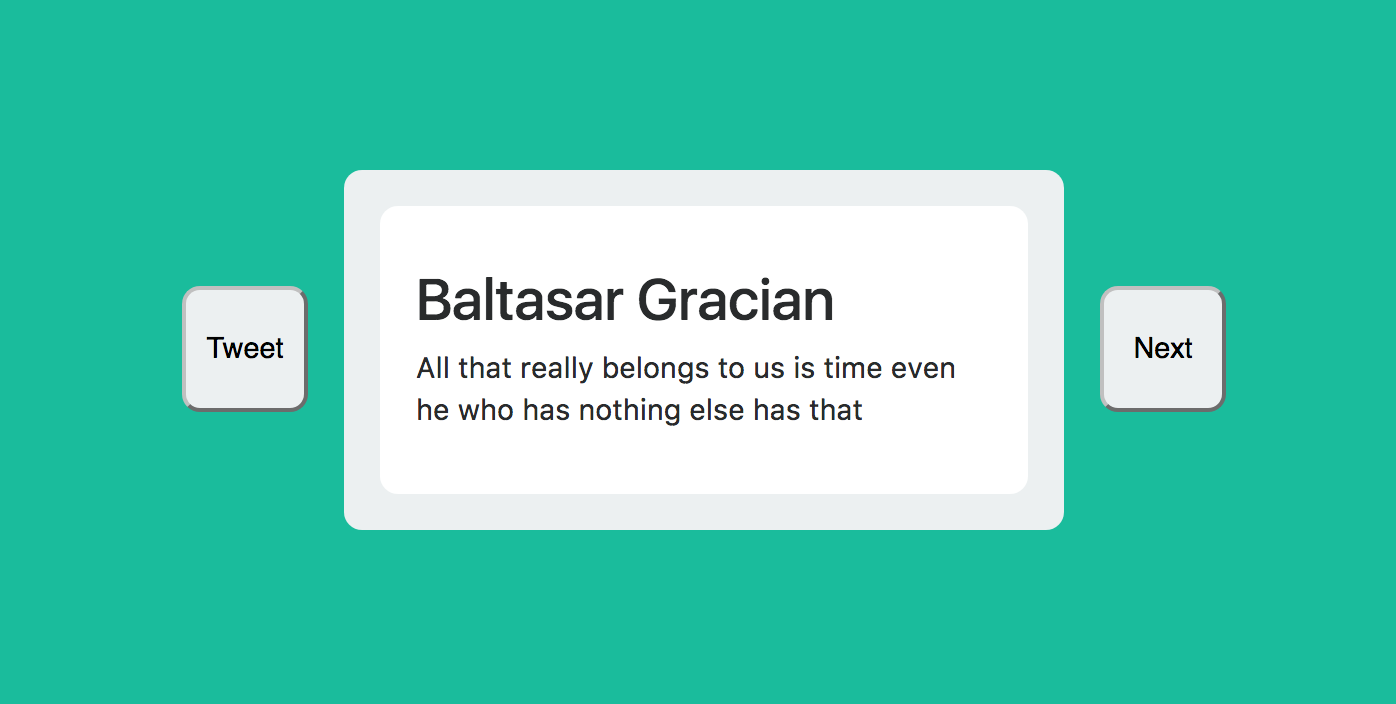 Tweet
Baltasar Gracian
All that really belongs to us is time even
he who has nothing else has that
Next